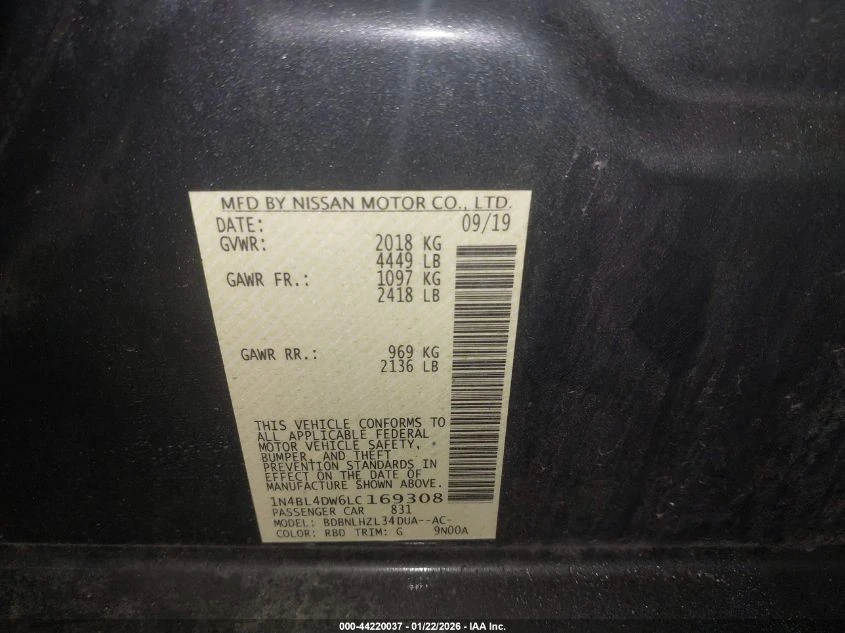 MFD BY NISSAN MOTOR CO., LTD.
DATE: 09/19
GVWR: 2018 KG
4449 LB
GAWR FR.: 1097 KG
2418 LB
GAWR RR.: 969 KG
2136 LB
THIS VEHICLE CONFORMS TO
ALL APPLICABLE FEDERAL
MOTOR VEHICLE SAFETY,
BUMPER, AND THEFT
PREVENTION STANDARDS IN
EFFECT ON THE DATE OF
MANUFACTURE SHOWN ABOVE.
1N4BL4DW6LC169308
PASSENGER CAR 831
MODEL: BDBNLHZL34DUA--AC-
COLOR: RBD TRIM: G 9N00A
000-44220037 - 01/22/2026 - IAA Inc.